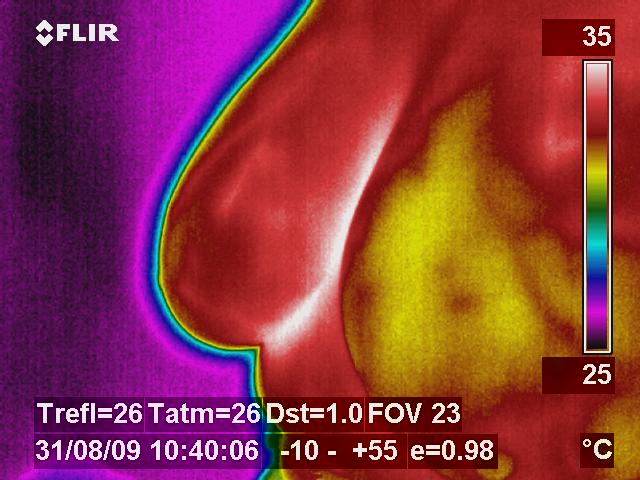 FLIR
35
25
Trefl=26 Tatm=26 Dst=1.0 FOV 23
31/08/09 10:40:06 -10 - +55 e=0.98 °C